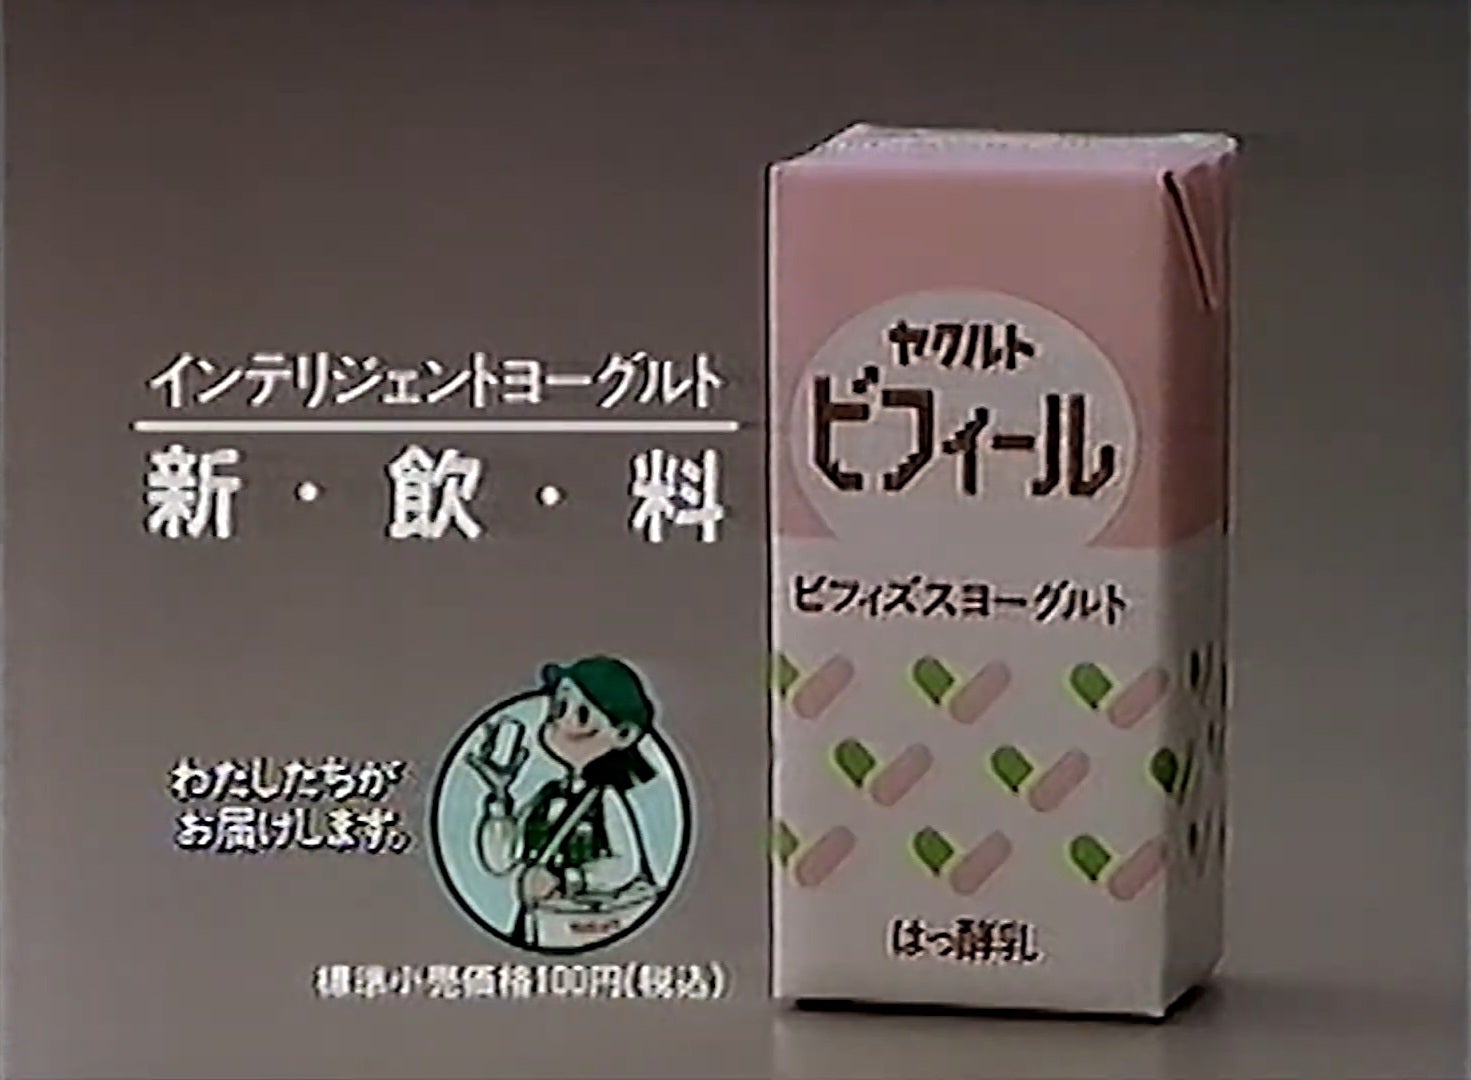 インテリジェントヨーグルト
新・飲・料
わたしたちが
お届けします。
標準小売価格100円(税込)
ヤクルト
ビフィール
ビフィズスヨーグルト
はっ酵乳